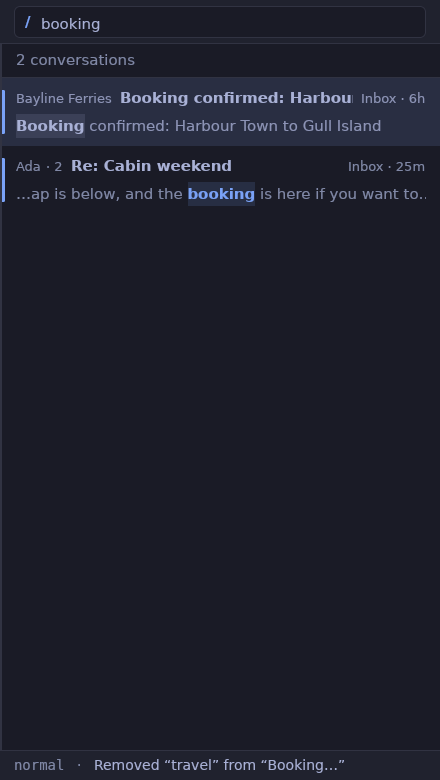 / booking
2 conversations
Bayline Ferries Booking confirmed: Harbou Inbox · 6h
Booking confirmed: Harbour Town to Gull Island
Ada · 2 Re: Cabin weekend Inbox · 25m
…ap is below, and the booking is here if you want to..
normal · Removed “travel” from “Booking…”